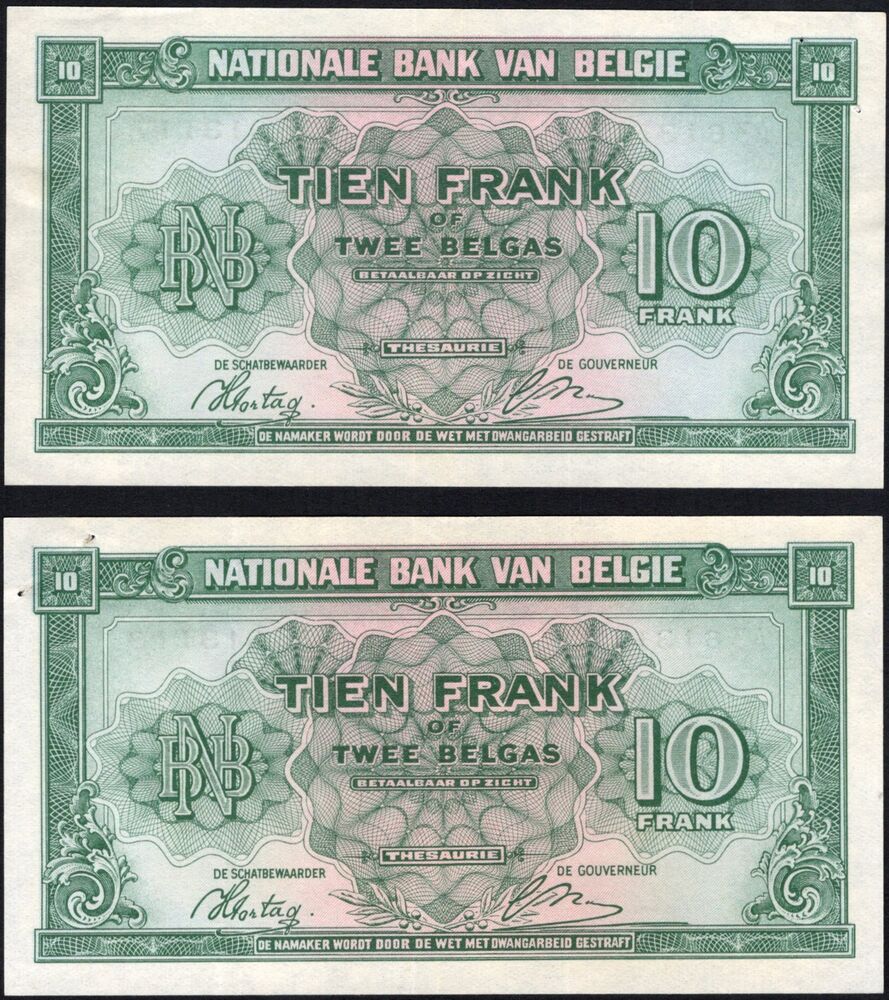 10 NATIONALE BANK VAN BELGIE 10
TIEN FRANK
OF
TWEE BELGAS
BETAALBAAR OP ZICHT
BNB
10
FRANK
THESAURIE
DE SCHATBEWAARDER DE GOUVERNEUR
DE NAMAKER WORDT DOOR DE WET MET DWANGARBEID GESTRAFT
10 NATIONALE BANK VAN BELGIE 10
TIEN FRANK
OF
TWEE BELGAS
BETAALBAAR OP ZICHT
BNB
10
FRANK
THESAURIE
DE SCHATBEWAARDER DE GOUVERNEUR
DE NAMAKER WORDT DOOR DE WET MET DWANGARBEID GESTRAFT